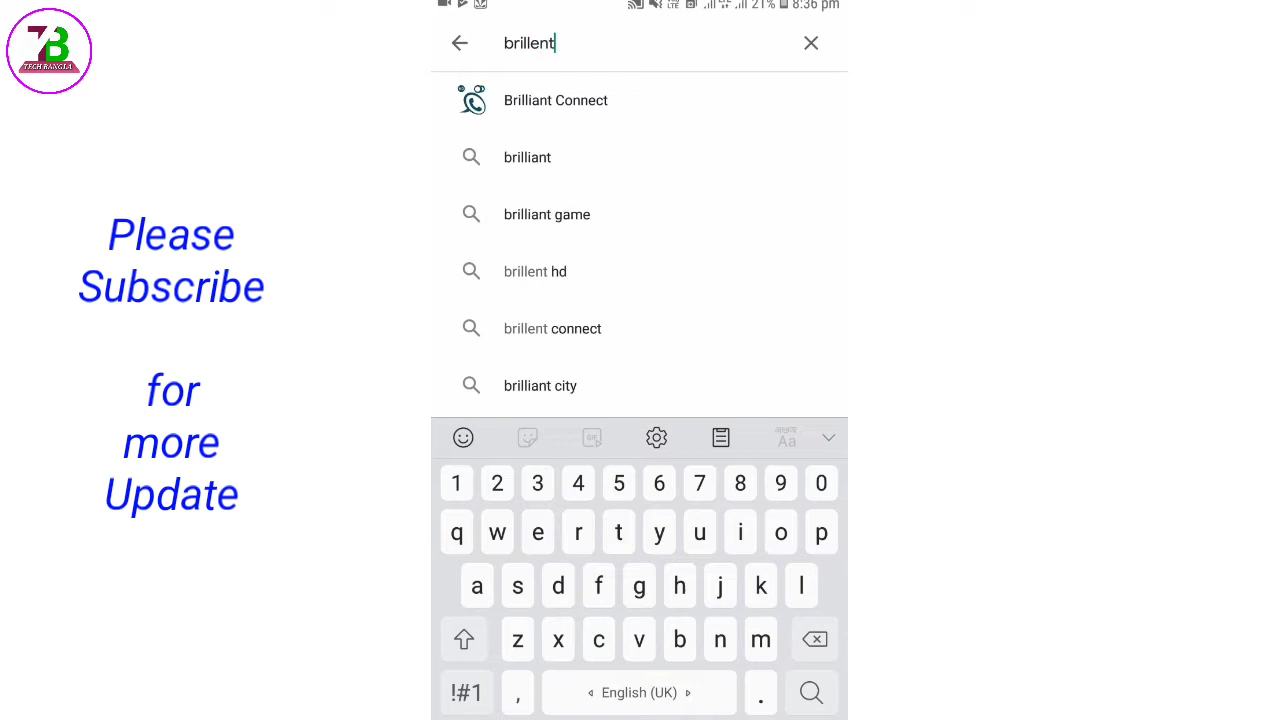 TECH BANGLA
21% 8:36 pm
brillent
Brilliant Connect
brilliant
brilliant game
brillent hd
brillent connect
brilliant city
Please
Subscribe
for
more
Update
GIF
Aa
1 2 3 4 5 6 7 8 9 0
q w e r t y u i o p
a s d f g h j k l
z x c v b n m
!#1 , English (UK) .